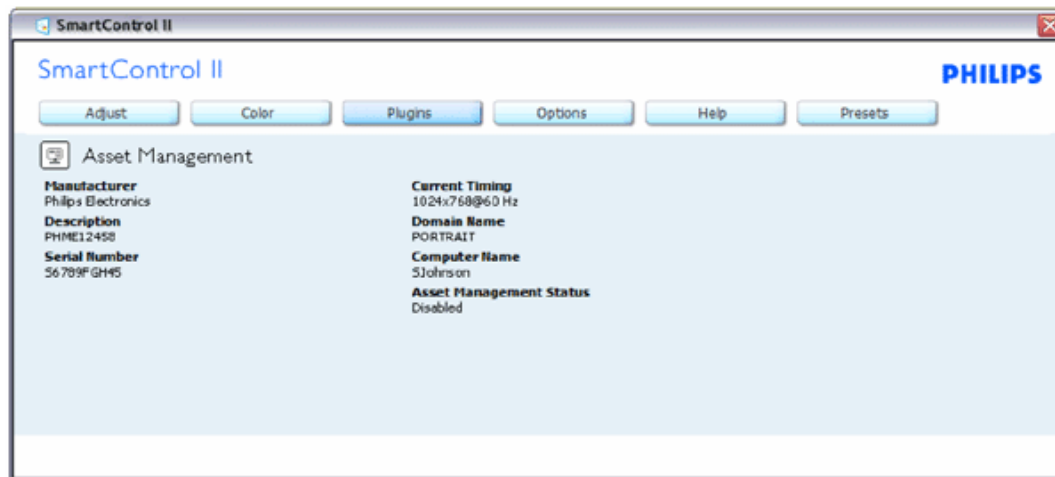 SmartControl II
SmartControl II
PHILIPS
Adjust
Color
Plugins
Options
Help
Presets
Asset Management
Manufacturer
Philips Electronics
Description
PHME12458
Serial Number
56789FGH45
Current Timing
1024x768@60 Hz
Domain Name
PORTRAIT
Computer Name
SJohnson
Asset Management Status
Disabled